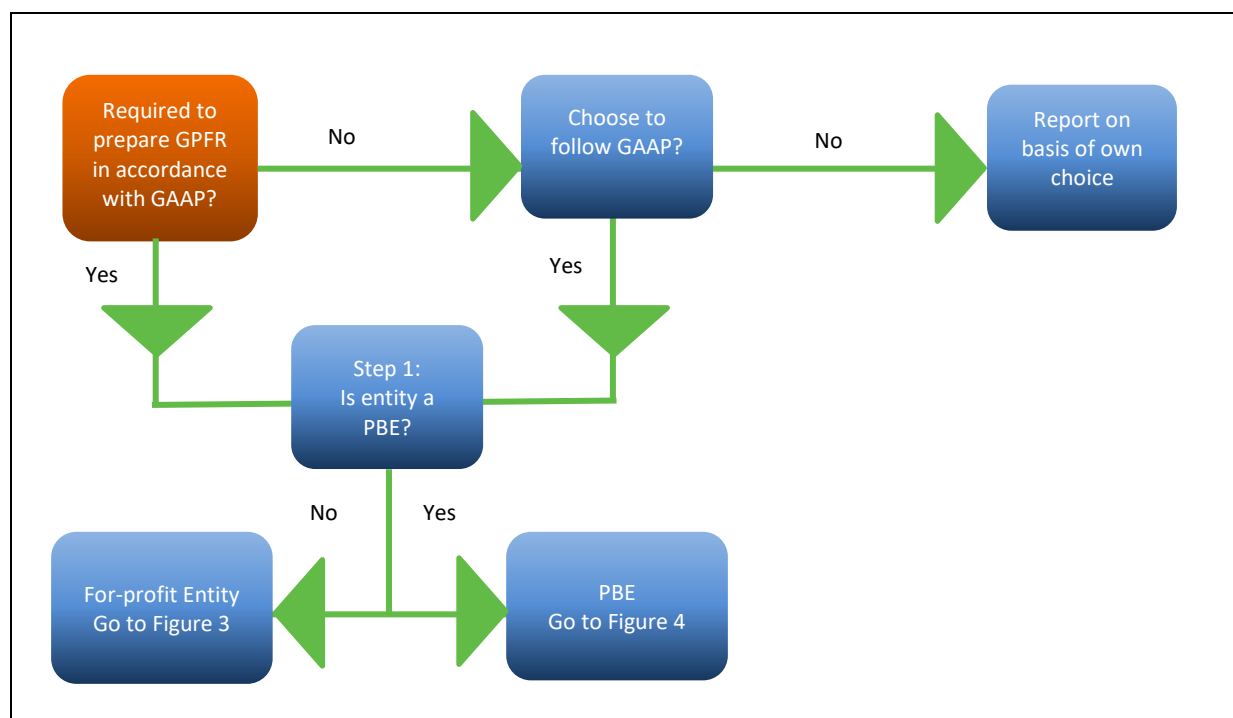 Required to
prepare GPFR
in accordance
with GAAP?
No
Choose to
follow GAAP?
No
Report on
basis of own
choice
Yes
Yes
Step 1:
Is entity a
PBE?
No
Yes
For-profit Entity
Go to Figure 3
PBE
Go to Figure 4